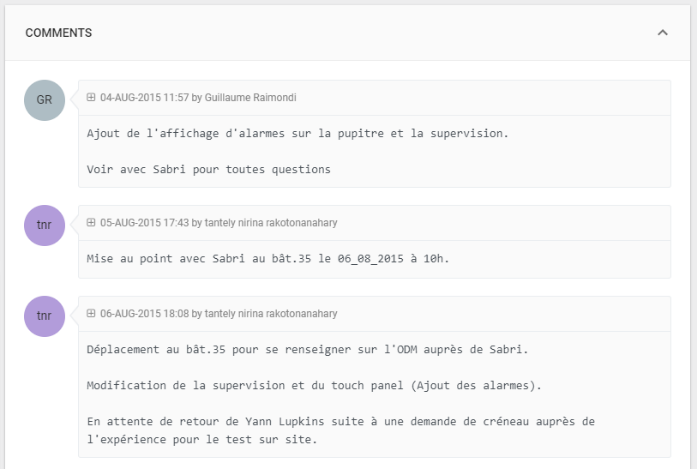 COMMENTS
GR
04-AUG-2015 11:57 by Guillaume Raimondi
Ajout de l'affichage d'alarmes sur la pupitre et la supervision.
Voir avec Sabri pour toutes questions
tnr
05-AUG-2015 17:43 by tantely nirina rakotonanahary
Mise au point avec Sabri au bât.35 le 06_08_2015 à 10h.
tnr
06-AUG-2015 18:08 by tantely nirina rakotonanahary
Déplacement au bât.35 pour se renseigner sur l'ODM auprès de Sabri.
Modification de la supervision et du touch panel (Ajout des alarmes).
En attente de retour de Yann Lupkins suite à une demande de créneau auprès de
l'expérience pour le test sur site.